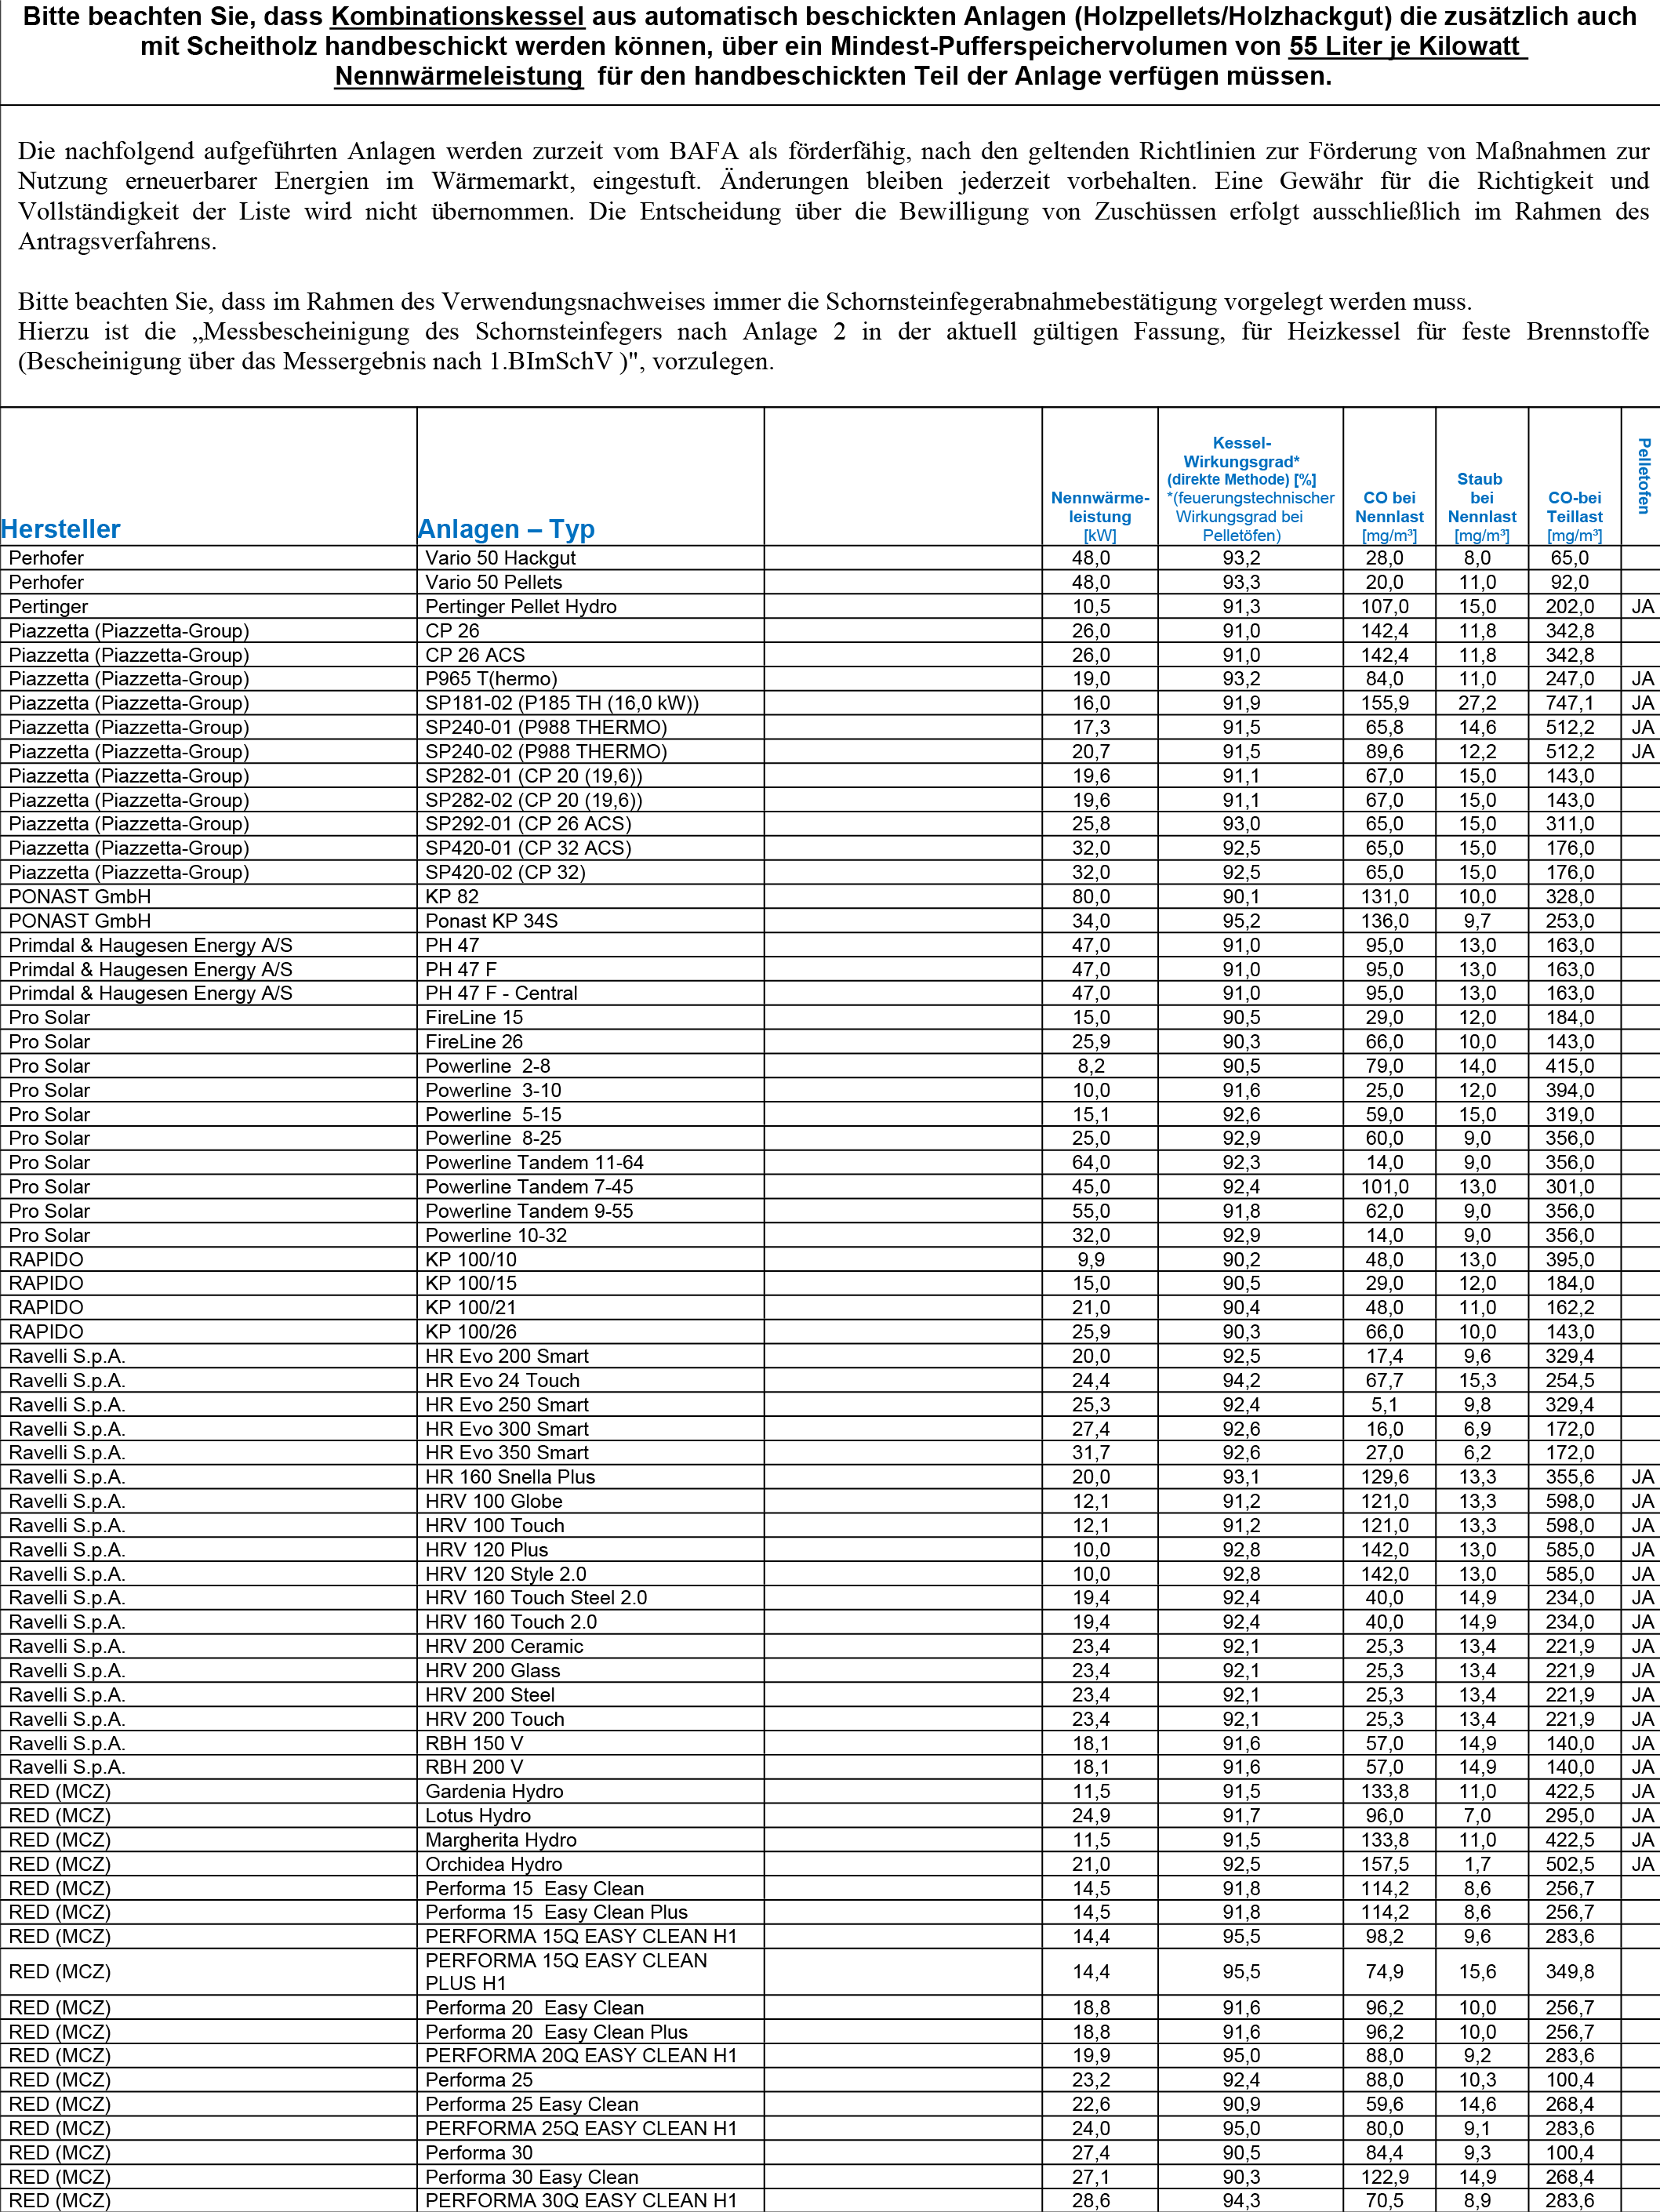 Bitte beachten Sie, dass Kombinationskessel aus automatisch beschickten Anlagen (Holzpellets/Holzhackgut) die zusätzlich auch
mit Scheitholz handbeschickt werden können, über ein Mindest-Pufferspeichervolumen von 55 Liter je Kilowatt
Nennwärmeleistung für den handbeschickten Teil der Anlage verfügen müssen.
Die nachfolgend aufgeführten Anlagen werden zurzeit vom BAFA als förderfähig, nach den geltenden Richtlinien zur Förderung von Maßnahmen zur
Nutzung erneuerbarer Energien im Wärmemarkt, eingestuft. Änderungen bleiben jederzeit vorbehalten. Eine Gewähr für die Richtigkeit und
Vollständigkeit der Liste wird nicht übernommen. Die Entscheidung über die Bewilligung von Zuschüssen erfolgt ausschließlich im Rahmen des
Antragsverfahrens.
Bitte beachten Sie, dass im Rahmen des Verwendungsnachweises immer die Schornsteinfegerabnahmebestätigung vorgelegt werden muss.
Hierzu ist die „Messbescheinigung des Schornsteinfegers nach Anlage 2 in der aktuell gültigen Fassung, für Heizkessel für feste Brennstoffe
(Bescheinigung über das Messergebnis nach 1.BImSchV )", vorzulegen.
Hersteller
Anlagen – Typ
Nennwärme-
leistung
[kW]
Kessel-
Wirkungsgrad*
(direkte Methode) [%]
*(feuerungstechnischer
Wirkungsgrad bei
Pelletöfen)
CO bei
Nennlast
[mg/m³]
Staub
bei
Nennlast
[mg/m³]
CO-bei
Teillast
[mg/m³]
Pelletofen
Perhofer Vario 50 Hackgut 48,0 93,2 28,0 8,0 65,0
Perhofer Vario 50 Pellets 48,0 93,3 20,0 11,0 92,0
Pertinger Pertinger Pellet Hydro 10,5 91,3 107,0 15,0 202,0 JA
Piazzetta (Piazzetta-Group) CP 26 26,0 91,0 142,4 11,8 342,8
Piazzetta (Piazzetta-Group) CP 26 ACS 26,0 91,0 142,4 11,8 342,8
Piazzetta (Piazzetta-Group) P965 T(hermo) 19,0 93,2 84,0 11,0 247,0 JA
Piazzetta (Piazzetta-Group) SP181-02 (P185 TH (16,0 kW)) 16,0 91,9 155,9 27,2 747,1 JA
Piazzetta (Piazzetta-Group) SP240-01 (P988 THERMO) 17,3 91,5 65,8 14,6 512,2 JA
Piazzetta (Piazzetta-Group) SP240-02 (P988 THERMO) 20,7 91,5 89,6 12,2 512,2 JA
Piazzetta (Piazzetta-Group) SP282-01 (CP 20 (19,6)) 19,6 91,1 67,0 15,0 143,0
Piazzetta (Piazzetta-Group) SP282-02 (CP 20 (19,6)) 19,6 91,1 67,0 15,0 143,0
Piazzetta (Piazzetta-Group) SP292-01 (CP 26 ACS) 25,8 93,0 65,0 15,0 311,0
Piazzetta (Piazzetta-Group) SP420-01 (CP 32 ACS) 32,0 92,5 65,0 15,0 176,0
Piazzetta (Piazzetta-Group) SP420-02 (CP 32) 32,0 92,5 65,0 15,0 176,0
PONAST GmbH KP 82 80,0 90,1 131,0 10,0 328,0
PONAST GmbH Ponast KP 34S 34,0 95,2 136,0 9,7 253,0
Primdal & Haugesen Energy A/S PH 47 47,0 91,0 95,0 13,0 163,0
Primdal & Haugesen Energy A/S PH 47 F 47,0 91,0 95,0 13,0 163,0
Primdal & Haugesen Energy A/S PH 47 F - Central 47,0 91,0 95,0 13,0 163,0
Pro Solar FireLine 15 15,0 90,5 29,0 12,0 184,0
Pro Solar FireLine 26 25,9 90,3 66,0 10,0 143,0
Pro Solar Powerline 2-8 8,2 90,5 79,0 14,0 415,0
Pro Solar Powerline 3-10 10,0 91,6 25,0 12,0 394,0
Pro Solar Powerline 5-15 15,1 92,6 59,0 15,0 319,0
Pro Solar Powerline 8-25 25,0 92,9 60,0 9,0 356,0
Pro Solar Powerline Tandem 11-64 64,0 92,3 14,0 9,0 356,0
Pro Solar Powerline Tandem 7-45 45,0 92,4 101,0 13,0 301,0
Pro Solar Powerline Tandem 9-55 55,0 91,8 62,0 9,0 356,0
Pro Solar Powerline 10-32 32,0 92,9 14,0 9,0 356,0
RAPIDO KP 100/10 9,9 90,2 48,0 13,0 395,0
RAPIDO KP 100/15 15,0 90,5 29,0 12,0 184,0
RAPIDO KP 100/21 21,0 90,4 48,0 11,0 162,2
RAPIDO KP 100/26 25,9 90,3 66,0 10,0 143,0
Ravelli S.p.A. HR Evo 200 Smart 20,0 92,5 17,4 9,6 329,4
Ravelli S.p.A. HR Evo 24 Touch 24,4 94,2 67,7 15,3 254,5
Ravelli S.p.A. HR Evo 250 Smart 25,3 92,4 5,1 9,8 329,4
Ravelli S.p.A. HR Evo 300 Smart 27,4 92,6 16,0 6,9 172,0
Ravelli S.p.A. HR Evo 350 Smart 31,7 92,6 27,0 6,2 172,0
Ravelli S.p.A. HR 160 Snella Plus 20,0 93,1 129,6 13,3 355,6 JA
Ravelli S.p.A. HRV 100 Globe 12,1 91,2 121,0 13,3 598,0 JA
Ravelli S.p.A. HRV 100 Touch 12,1 91,2 121,0 13,3 598,0 JA
Ravelli S.p.A. HRV 120 Plus 10,0 92,8 142,0 13,0 585,0 JA
Ravelli S.p.A. HRV 120 Style 2.0 10,0 92,8 142,0 13,0 585,0 JA
Ravelli S.p.A. HRV 160 Touch Steel 2.0 19,4 92,4 40,0 14,9 234,0 JA
Ravelli S.p.A. HRV 160 Touch 2.0 19,4 92,4 40,0 14,9 234,0 JA
Ravelli S.p.A. HRV 200 Ceramic 23,4 92,1 25,3 13,4 221,9 JA
Ravelli S.p.A. HRV 200 Glass 23,4 92,1 25,3 13,4 221,9 JA
Ravelli S.p.A. HRV 200 Steel 23,4 92,1 25,3 13,4 221,9 JA
Ravelli S.p.A. HRV 200 Touch 23,4 92,1 25,3 13,4 221,9 JA
Ravelli S.p.A. RBH 150 V 18,1 91,6 57,0 14,9 140,0 JA
Ravelli S.p.A. RBH 200 V 18,1 91,6 57,0 14,9 140,0 JA
RED (MCZ) Gardenia Hydro 11,5 91,5 133,8 11,0 422,5 JA
RED (MCZ) Lotus Hydro 24,9 91,7 96,0 7,0 295,0 JA
RED (MCZ) Margherita Hydro 11,5 91,5 133,8 11,0 422,5 JA
RED (MCZ) Orchidea Hydro 21,0 92,5 157,5 1,7 502,5 JA
RED (MCZ) Performa 15 Easy Clean 14,5 91,8 114,2 8,6 256,7
RED (MCZ) Performa 15 Easy Clean Plus 14,5 91,8 114,2 8,6 256,7
RED (MCZ) PERFORMA 15Q EASY CLEAN H1 14,4 95,5 98,2 9,6 283,6
RED (MCZ) PERFORMA 15Q EASY CLEAN
PLUS H1 14,4 95,5 74,9 15,6 349,8
RED (MCZ) Performa 20 Easy Clean 18,8 91,6 96,2 10,0 256,7
RED (MCZ) Performa 20 Easy Clean Plus 18,8 91,6 96,2 10,0 256,7
RED (MCZ) PERFORMA 20Q EASY CLEAN H1 19,9 95,0 88,0 9,2 283,6
RED (MCZ) Performa 25 23,2 92,4 88,0 10,3 100,4
RED (MCZ) Performa 25 Easy Clean 22,6 90,9 59,6 14,6 268,4
RED (MCZ) PERFORMA 25Q EASY CLEAN H1 24,0 95,0 80,0 9,1 283,6
RED (MCZ) Performa 30 27,4 90,5 84,4 9,3 100,4
RED (MCZ) Performa 30 Easy Clean 27,1 90,3 122,9 14,9 268,4
RED (MCZ) PERFORMA 30Q EASY CLEAN H1 28,6 94,3 70,5 8,9 283,6